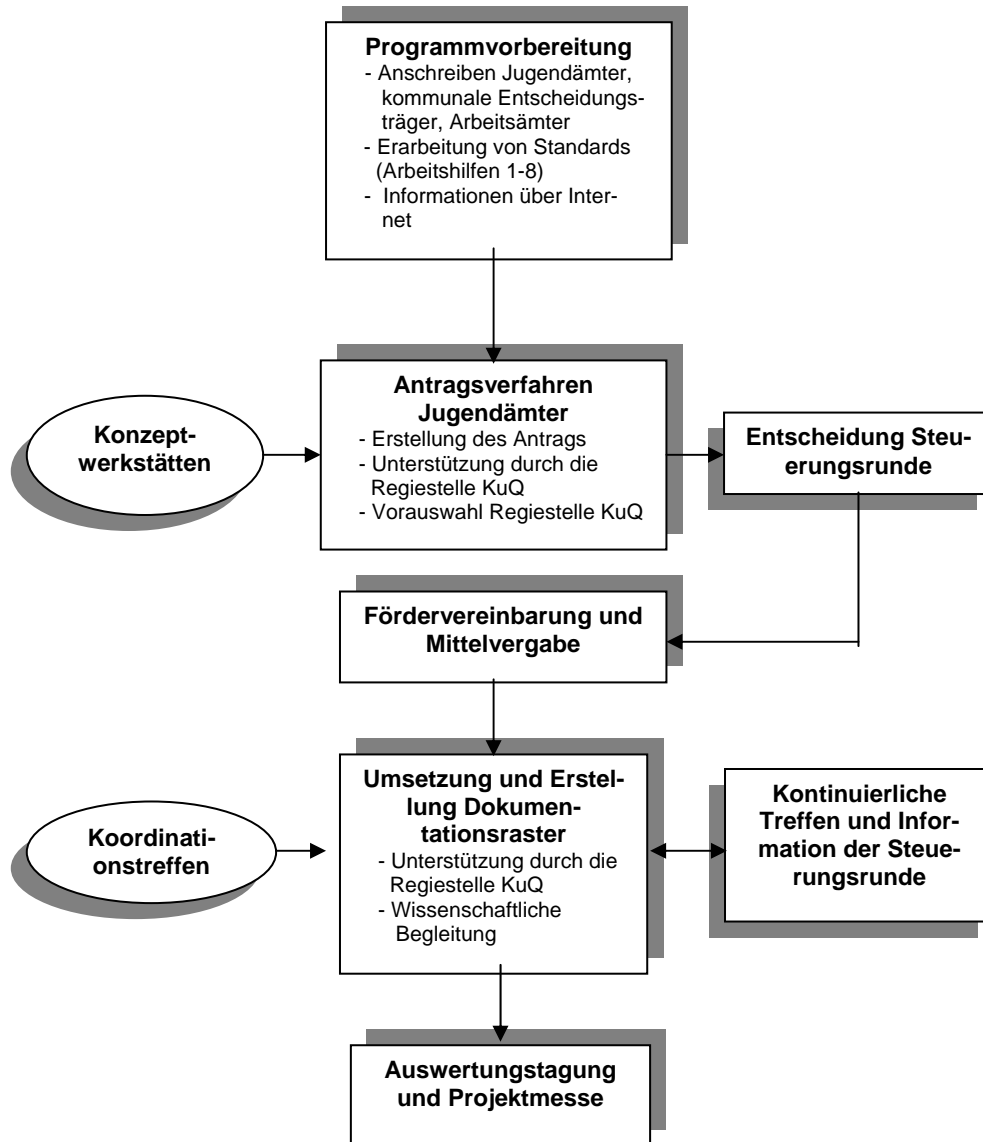 Programmvorbereitung
- Anschreiben Jugendämter,
kommunale Entscheidungs-
träger, Arbeitsämter
- Erarbeitung von Standards
(Arbeitshilfen 1-8)
- Informationen über Inter-
net
Antragsverfahren
Jugendämter
- Erstellung des Antrags
- Unterstützung durch die
Regiestelle KuQ
- Vorauswahl Regiestelle KuQ
Konzept-
werkstätten
Entscheidung Steu-
erungsrunde
Fördervereinbarung und
Mittelvergabe
Umsetzung und Erstel-
lung Dokumen-
tationsraster
- Unterstützung durch die
Regiestelle KuQ
- Wissenschaftliche
Begleitung
Koordinati-
onstreffen
Kontinuierliche
Treffen und Infor-
mation der Steue-
rungsrunde
Auswertungstagung
und Projektmesse